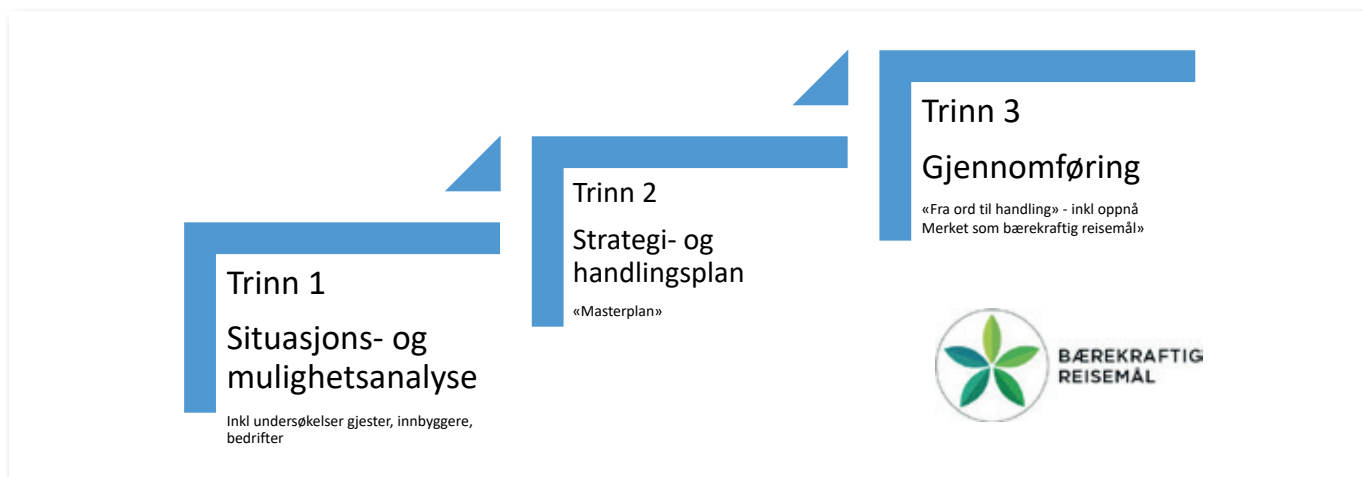 Trinn 1
Situasjons- og
mulighetsanalyse
Inkl undersøkelser gjester, innbyggere,
bedrifter
Trinn 2
Strategi- og
handlingsplan
«Masterplan»
Trinn 3
Gjennomføring
«Fra ord til handling» - inkl oppnå
Merket som bærekraftig reisemål»
BÆREKRAFTIG
REISEMÅL